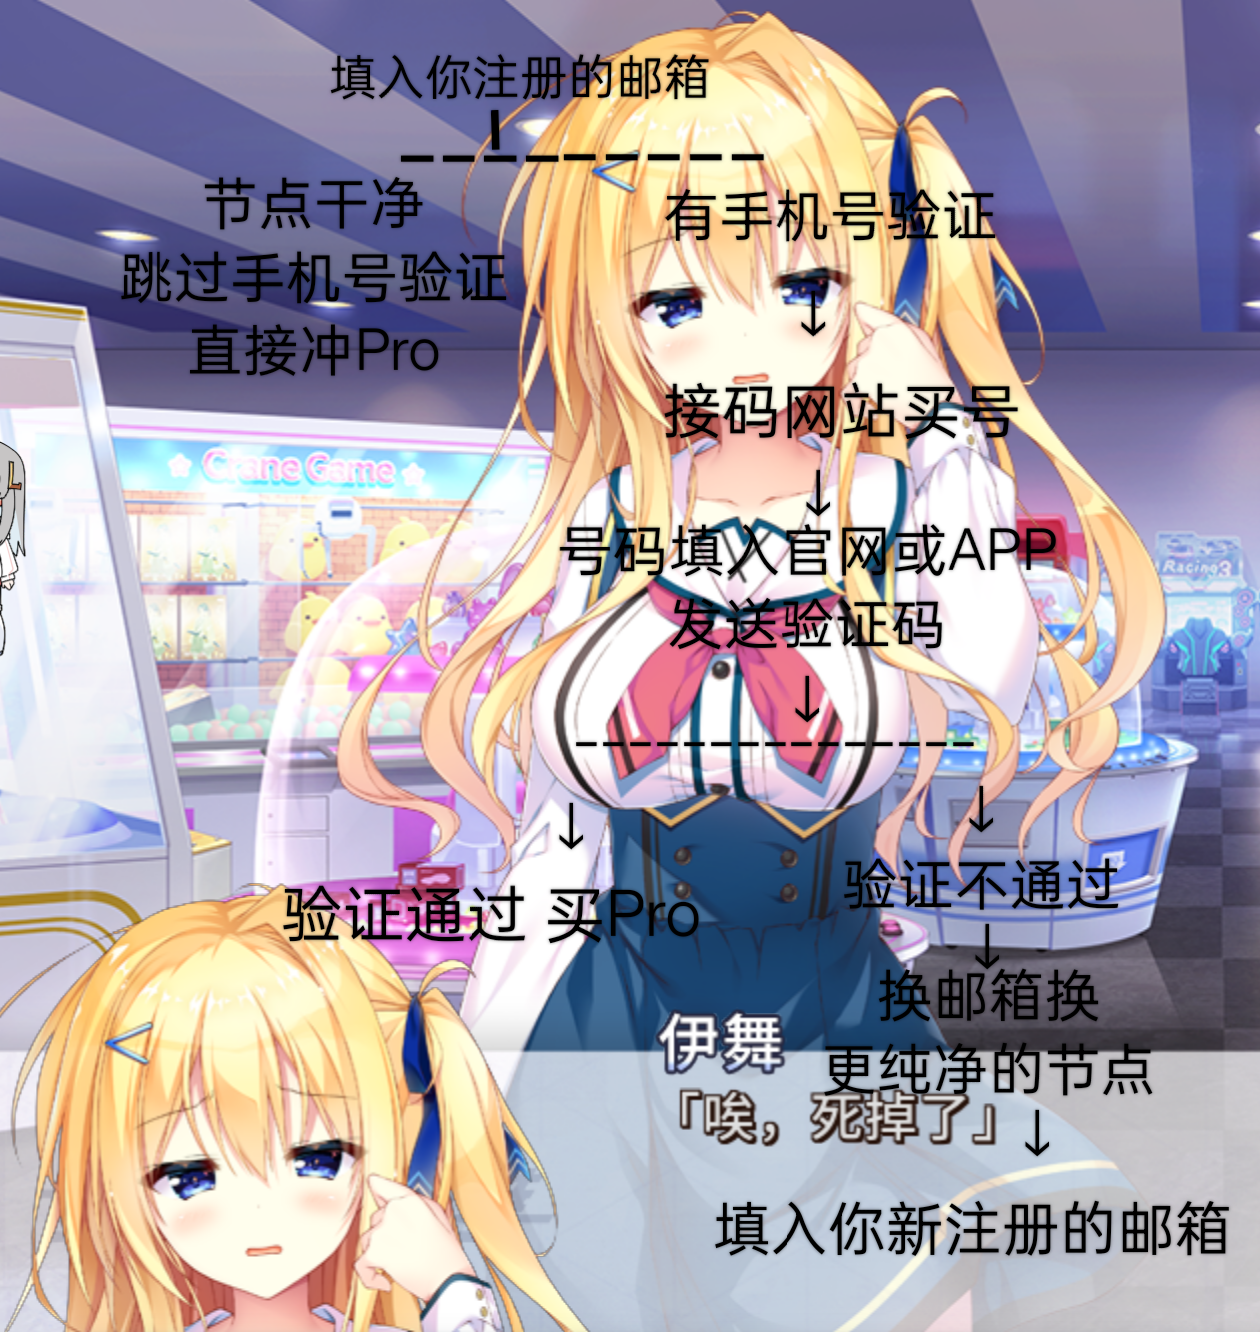 填入你注册的邮箱
节点干净
跳过手机号验证
直接冲Pro
有手机号验证
↓
接码网站买号
↓
号码填入官网或APP
发送验证码
↓
↓
验证通过 买Pro
↓
验证不通过
↓
换邮箱换
更纯净的节点
↓
填入你新注册的邮箱
☆ Crane Game ☆
Racing3
伊舞
「唉，死掉了」